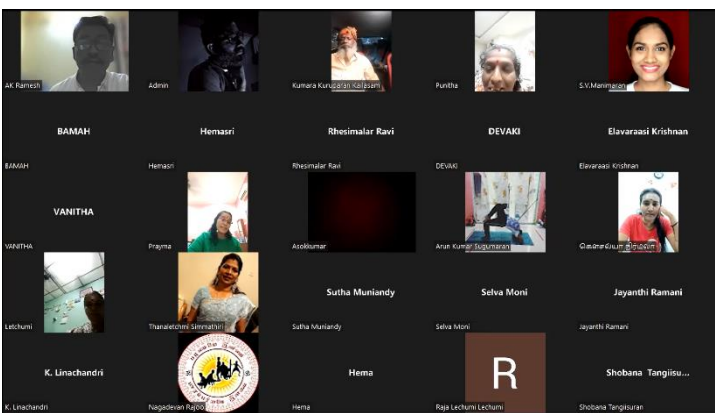 AK Ramesh
Admin
Kumara Kurubaran Kailasam
Punitha
S.V.Manimaran
BAMAH
Hemasri
Rhesimalar Ravi
DEVAKI
Elavaraasi Krishnan
BAMAH
Hemasri
Rhesimalar Ravi
DEVAKI
Elavaraasi Krishnan
VANITHA
VANITHA
Prayma
Asokkumar
Arun Kumar Sugumaran
Sutha Muniandy
Selva Moni
Jayanthi Ramani
Letchumi
Thanaletchmi Simmathiri
Sutha Muniandy
Selva Moni
Jayanthi Ramani
K. Linachandri
Hema
R
Shobana Tangiisu...
K. Linachandri
Nagadevan Rajoo
Hema
Raja Lechumi Lechumi
Shobana Tangiisuran